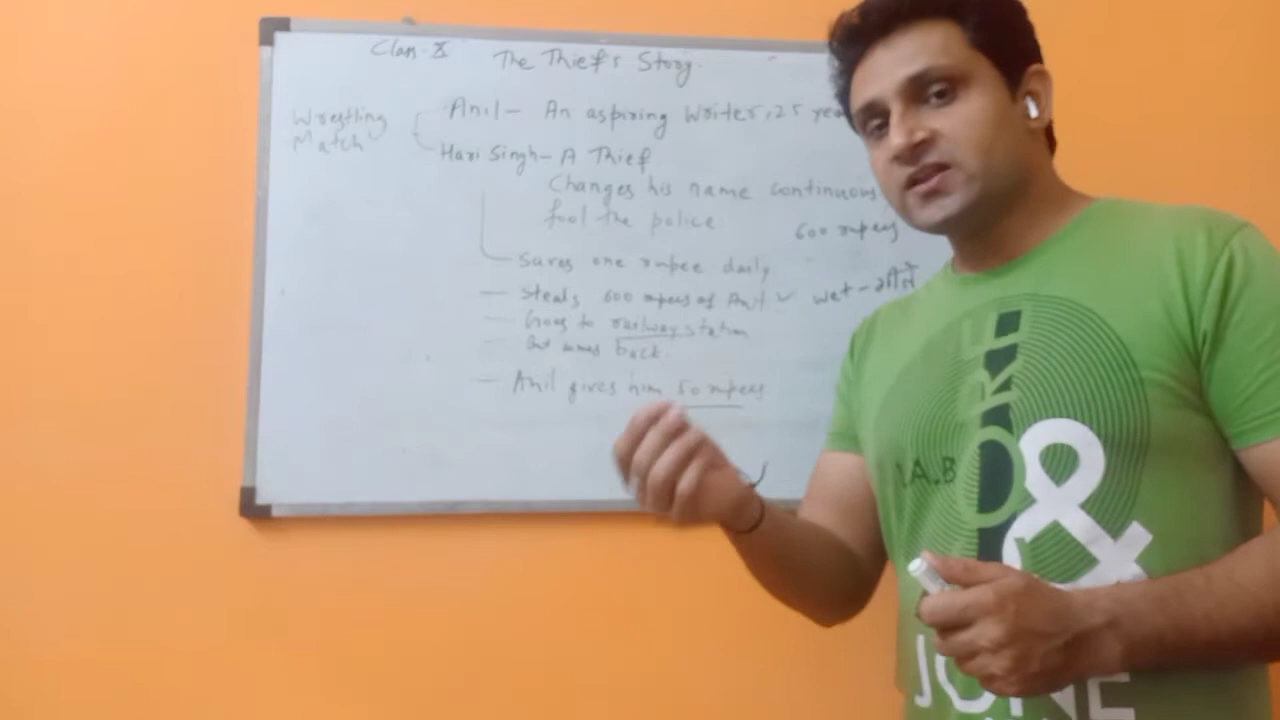 Class-X The Thief's Story.
Wrestling Match
Anil- An aspiring Writer, 25 yea
Hari Singh- A Thief
Changes his name continuous
fool the police
600 rupees
Saves one rupee daily.
Steals 600 rupees of Anil ✓ wet-गीले
Goes to railway station
But comes back.
Anil gives him 50 rupees
.A.B
&
JONE